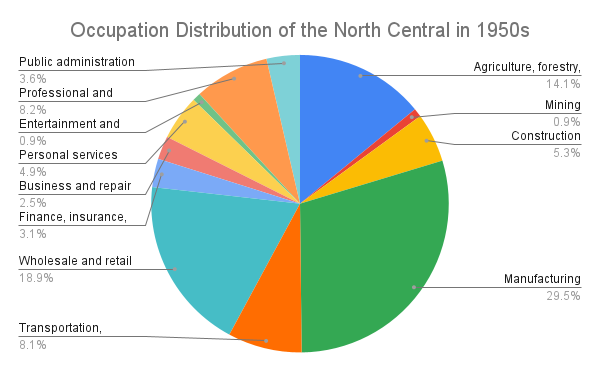 Occupation Distribution of the North Central in 1950s
Public administration
3.6%
Professional and
8.2%
Entertainment and
0.9%
Personal services
4.9%
Business and repair
2.5%
Finance, insurance,
3.1%
Wholesale and retail
18.9%
Transportation,
8.1%
Agriculture, forestry,
14.1%
Mining
0.9%
Construction
5.3%
Manufacturing
29.5%